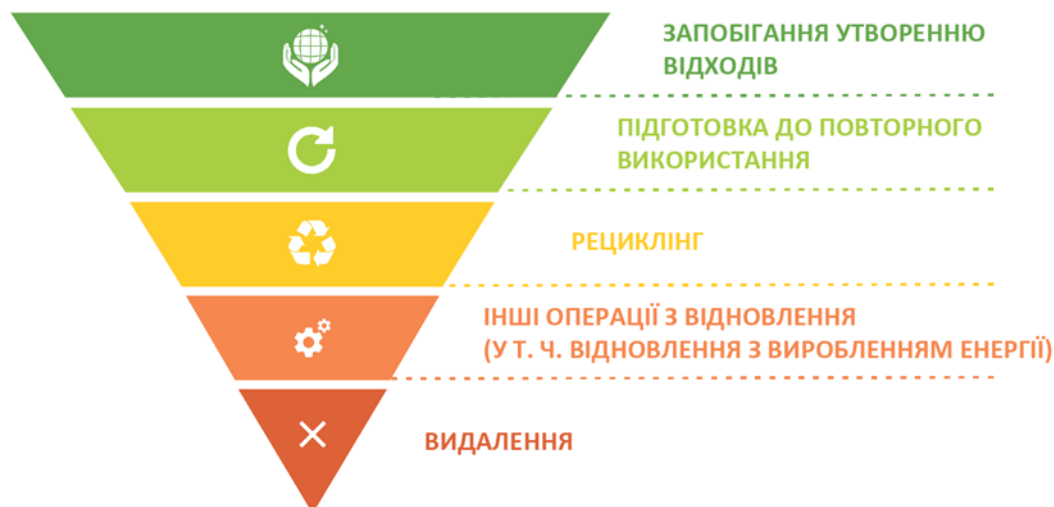 ЗАПОБІГАННЯ УТВОРЕННЮ
ВІДХОДІВ
ПІДГОТОВКА ДО ПОВТОРНОГО
ВИКОРИСТАННЯ
РЕЦИКЛІНГ
ІНШІ ОПЕРАЦІЇ З ВІДНОВЛЕННЯ
(У Т. Ч. ВІДНОВЛЕННЯ З ВИРОБЛЕННЯМ ЕНЕРГІЇ)
ВИДАЛЕННЯ